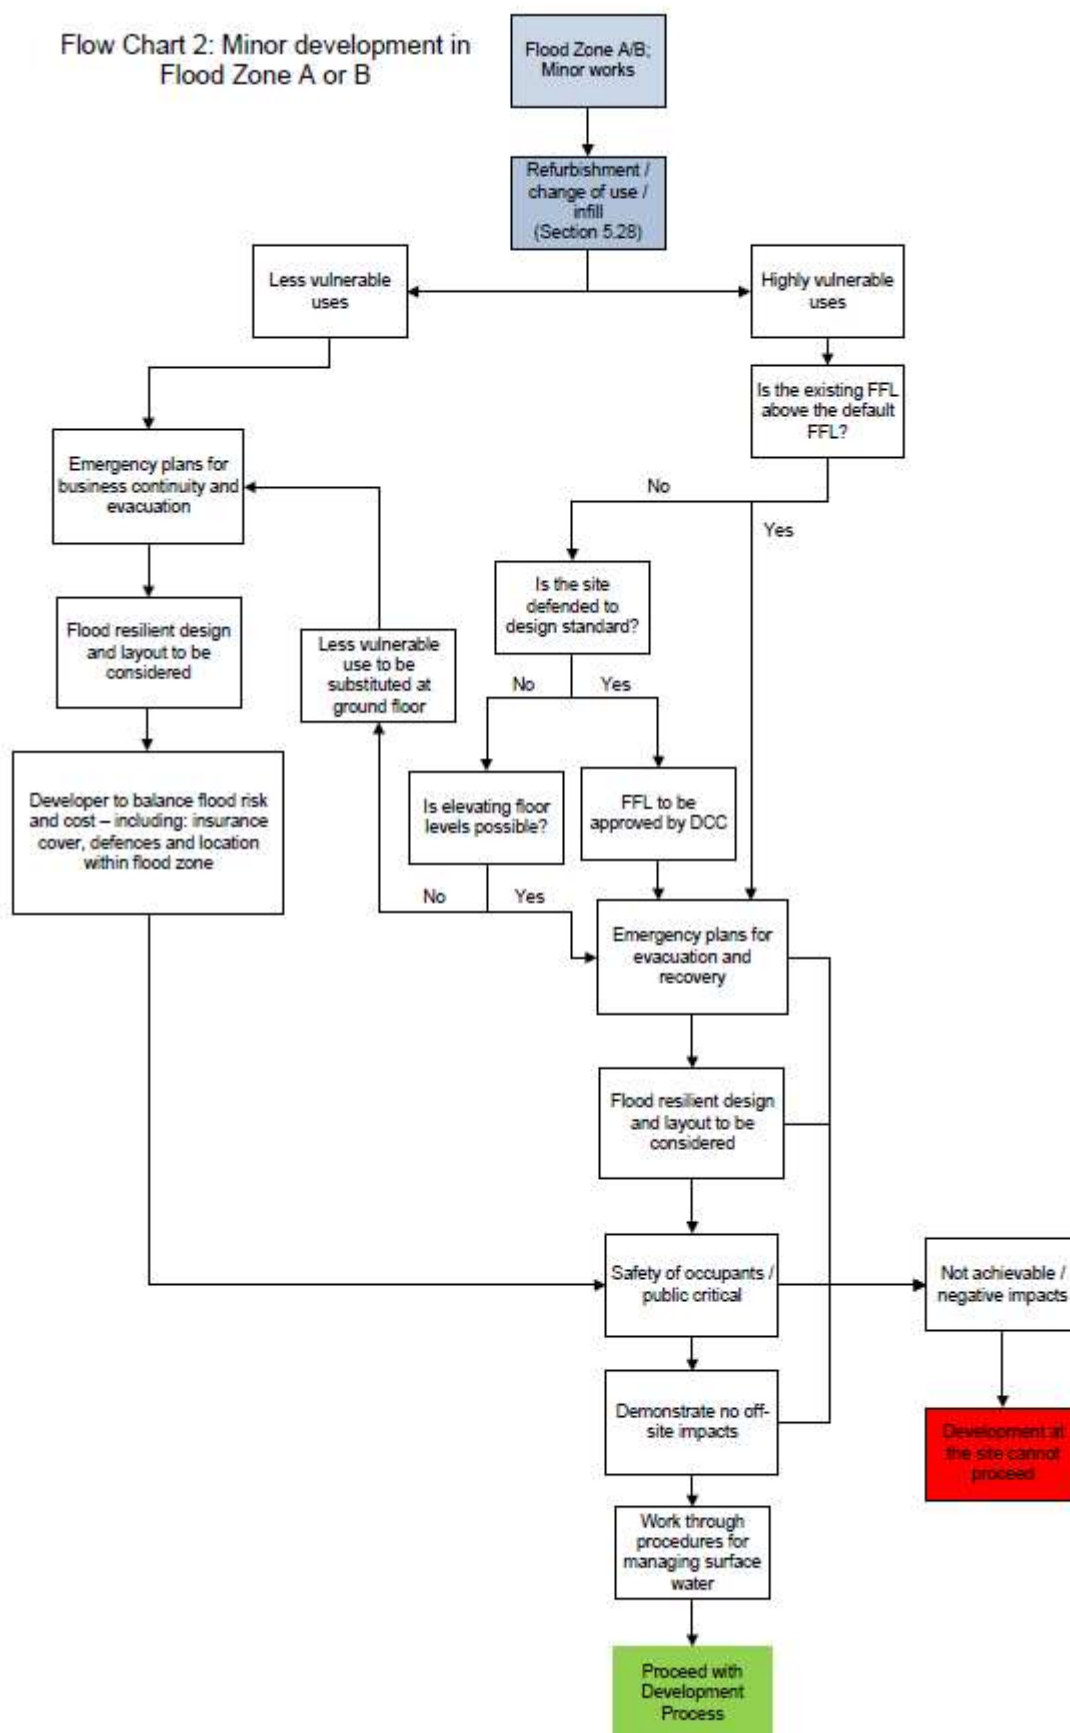 Flow Chart 2: Minor development in
Flood Zone A or B
Flood Zone A/B;
Minor works
Refurbishment /
change of use /
infill
(Section 5.28)
Less vulnerable
uses
Highly vulnerable
uses
Is the existing FFL
above the default
FFL?
Emergency plans for
business continuity and
evacuation
No
Yes
Is the site
defended to
design standard?
Flood resilient design
and layout to be
considered
Less vulnerable
use to be
substituted at
ground floor
No
Yes
Developer to balance flood risk
and cost – including: insurance
cover, defences and location
within flood zone
Is elevating floor
levels possible?
FFL to be
approved by DCC
No
Yes
Emergency plans for
evacuation and
recovery
Flood resilient design
and layout to be
considered
Safety of occupants /
public critical
Not achievable /
negative impacts
Demonstrate no off-
site impacts
Development at
the site cannot
proceed
Work through
procedures for
managing surface
water
Proceed with
Development
Process